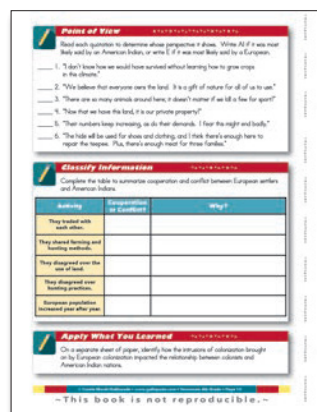 Point of View
Read each quotation to determine whose perspective it shows. Write AI if it was most
likely said by an American Indian, or write E if it was most likely said by a European.
1. "I don't know how we would have survived without learning how to grow crops
in this climate."
2. "We believe that everyone owns the land. It is a gift of nature for all of us to use."
3. "There are so many animals around here; it doesn't matter if we kill a few for sport!"
4. "Now that we have this land, it is our private property!"
5. "Their numbers keep increasing, as do their demands. I fear this might end badly."
6. "The hide will be used for shoes and clothing, and I think there's enough here to
repair the teepee. Plus, there's enough meat for three families."
Classify Information
Complete the table to summarize cooperation and conflict between European settlers
and American Indians.
Activity Cooperation Why?
or Conflict?
They traded with
each other.
They shared farming and
hunting methods.
They disagreed over the
use of land.
They disagreed over
hunting practices.
European population
increased year after year.
Apply What You Learned
On a separate sheet of paper, identify how the intrusions of colonization brought
on by European colonization impacted the relationship between colonists and
American Indian nations.
~This book is not reproducible.~